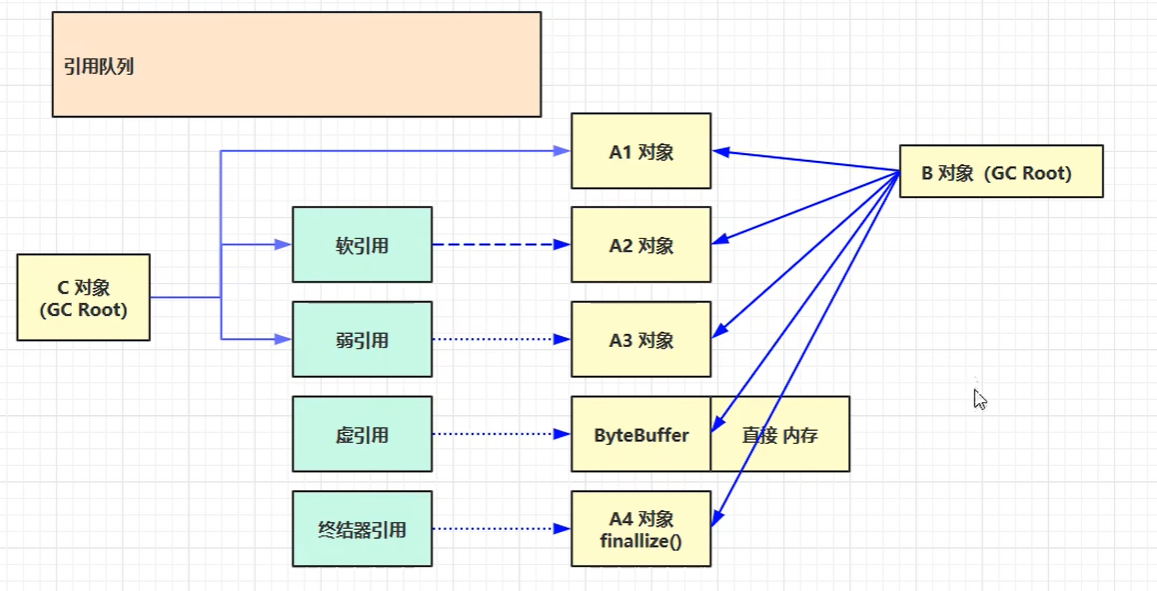 引用队列
A1 对象
B 对象（GC Root)
软引用
A2 对象
C 对象
(GC Root)
弱引用
A3 对象
虚引用
ByteBuffer
直接 内存
终结器引用
A4 对象
finallize()